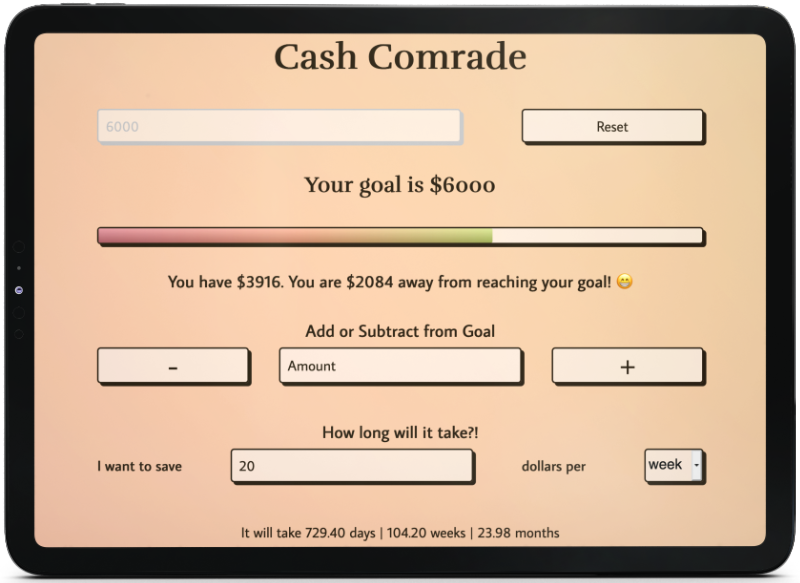 Cash Comrade
6000
Reset
Your goal is $6000
You have $3916. You are $2084 away from reaching your goal! 😁
Add or Subtract from Goal
-
Amount
+
How long will it take?!
I want to save
20
dollars per
week
It will take 729.40 days | 104.20 weeks | 23.98 months